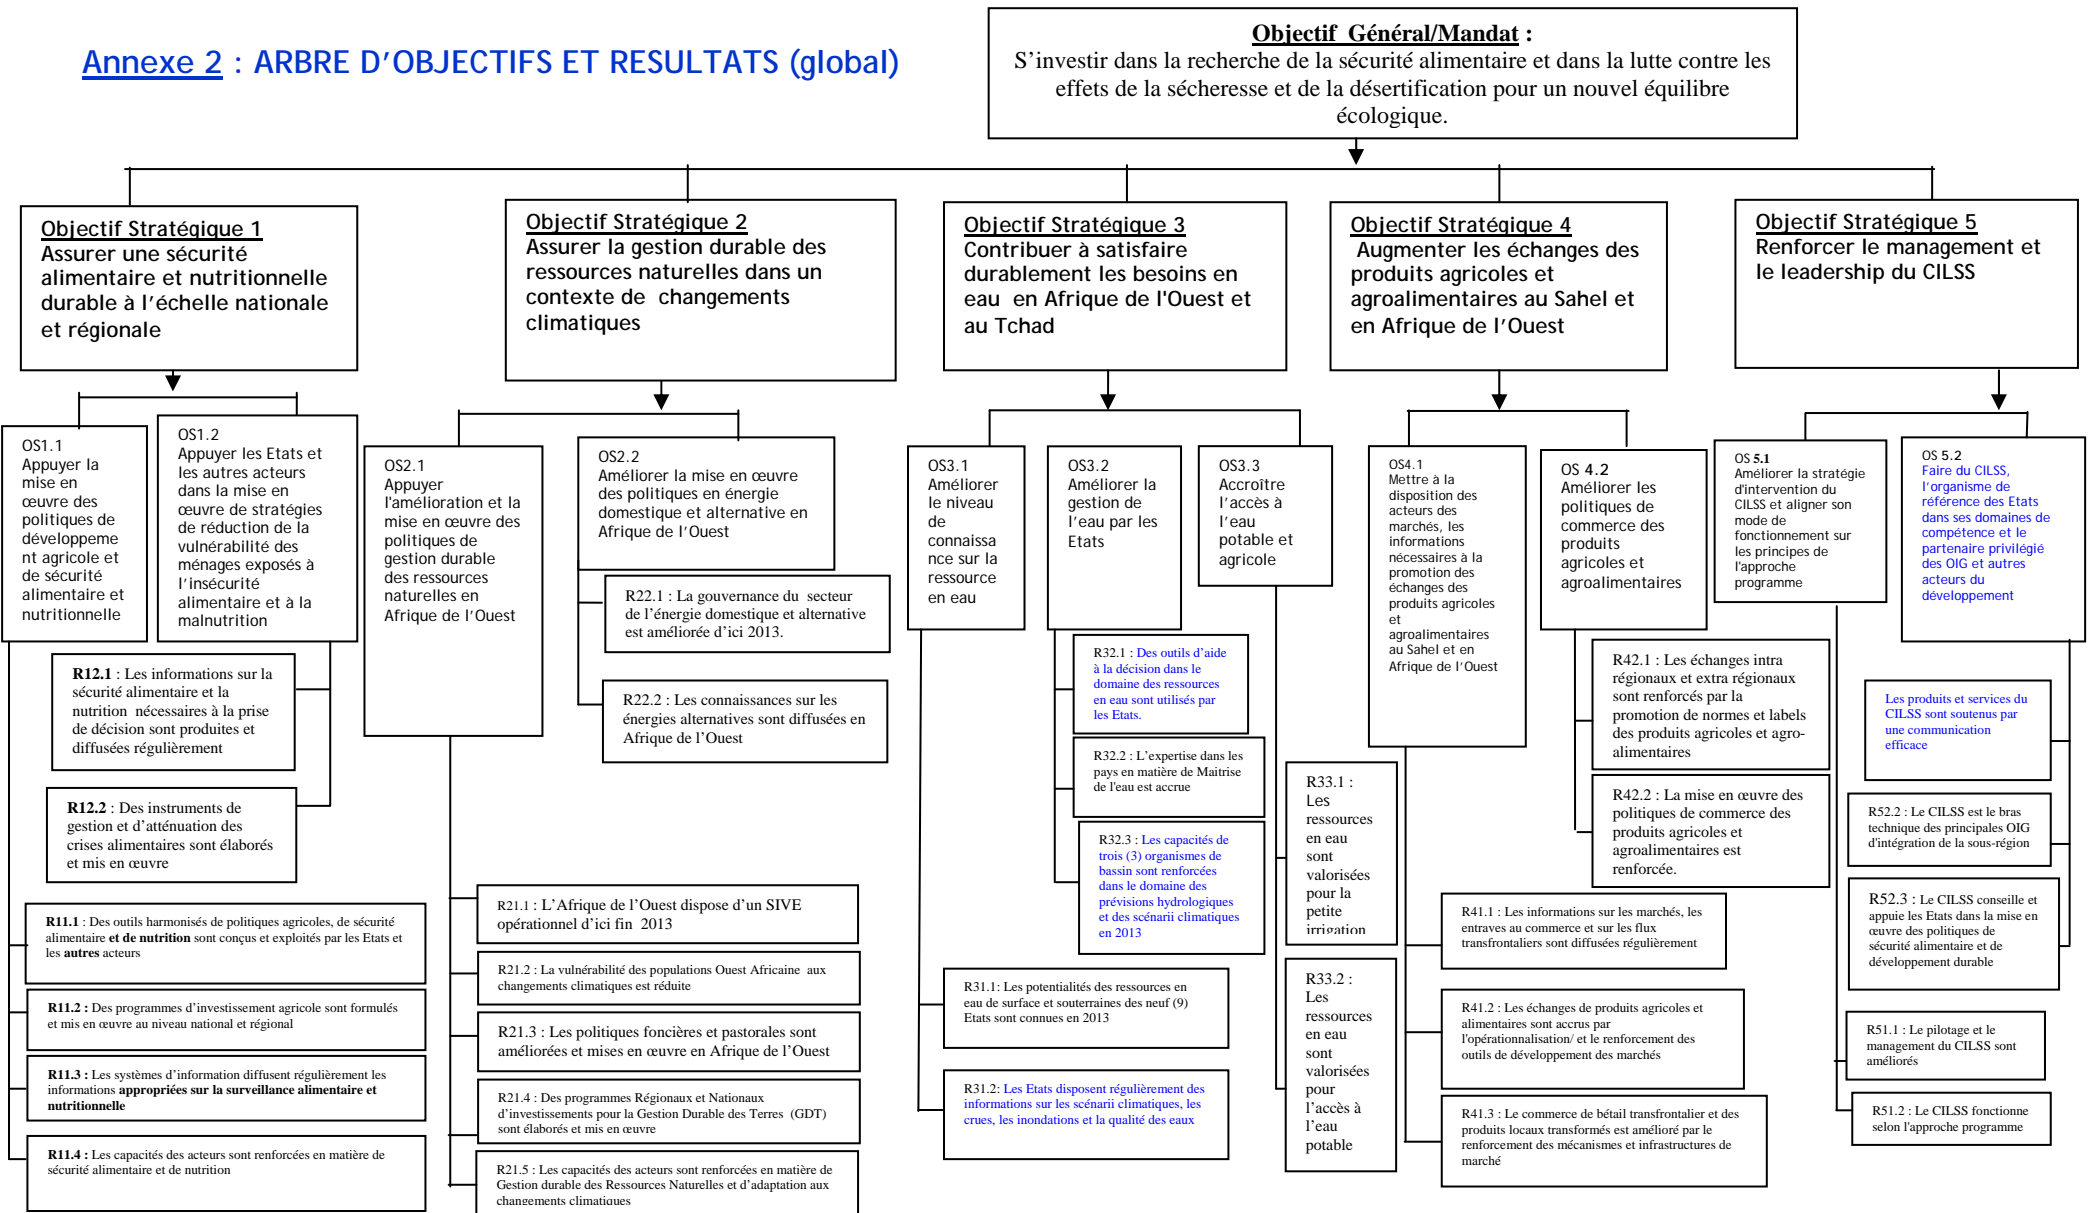 Annexe 2 : ARBRE D’OBJECTIFS ET RESULTATS (global)
Objectif Général/Mandat :
S’investir dans la recherche de la sécurité alimentaire et dans la lutte contre les
effets de la sécheresse et de la désertification pour un nouvel équilibre
écologique.
Objectif Stratégique 1
Assurer une sécurité
alimentaire et nutritionnelle
durable à l’échelle nationale
et régionale
Objectif Stratégique 2
Assurer la gestion durable des
ressources naturelles dans un
contexte de changements
climatiques
Objectif Stratégique 3
Contribuer à satisfaire
durablement les besoins en
eau en Afrique de l'Ouest et
au Tchad
Objectif Stratégique 4
Augmenter les échanges des
produits agricoles et
agroalimentaires au Sahel et
en Afrique de l’Ouest
Objectif Stratégique 5
Renforcer le management et
le leadership du CILSS
OS1.1
Appuyer la
mise en
œuvre des
politiques de
développeme
nt agricole et
de sécurité
alimentaire et
nutritionnelle
OS1.2
Appuyer les Etats et
les autres acteurs
dans la mise en
œuvre de stratégies
de réduction de la
vulnérabilité des
ménages exposés à
l’insécurité
alimentaire et à la
malnutrition
OS2.1
Appuyer
l'amélioration et la
mise en œuvre des
politiques de
gestion durable
des ressources
naturelles en
Afrique de l’Ouest
OS2.2
Améliorer la mise en œuvre
des politiques en énergie
domestique et alternative en
Afrique de l’Ouest
OS3.1
Améliorer
le niveau
de
connaissa
nce sur la
ressource
en eau
OS3.2
Améliorer la
gestion de
l’eau par les
Etats
OS3.3
Accroître
l’accès à
l’eau
potable et
agricole
OS4.1
Mettre à la
disposition des
acteurs des
marchés, les
informations
nécessaires à la
promotion des
échanges des
produits agricoles
et
agroalimentaires
au Sahel et en
Afrique de l’Ouest
OS 4.2
Améliorer les
politiques de
commerce des
produits
agricoles et
agroalimentaires
OS 5.1
Améliorer la stratégie
d'intervention du
CILSS et aligner son
mode de
fonctionnement sur
les principes de
l'approche
programme
OS 5.2
Faire du CILSS,
l’organisme de
référence des Etats
dans ses domaines de
compétence et le
partenaire privilégié
des OIG et autres
acteurs du
développement
R12.1 : Les informations sur la
sécurité alimentaire et la
nutrition nécessaires à la prise
de décision sont produites et
diffusées régulièrement
R12.2 : Des instruments de
gestion et d’atténuation des
crises alimentaires sont élaborés
et mis en œuvre
R11.1 : Des outils harmonisés de politiques agricoles, de sécurité
alimentaire et de nutrition sont conçus et exploités par les Etats et
les autres acteurs
R11.2 : Des programmes d’investissement agricole sont formulés
et mis en œuvre au niveau national et régional
R11.3 : Les systèmes d’information diffusent régulièrement les
informations appropriées sur la surveillance alimentaire et
nutritionnelle
R11.4 : Les capacités des acteurs sont renforcées en matière de
sécurité alimentaire et de nutrition
R22.1 : La gouvernance du secteur
de l’énergie domestique et alternative
est améliorée d’ici 2013.
R22.2 : Les connaissances sur les
énergies alternatives sont diffusées en
Afrique de l’Ouest
R21.1 : L’Afrique de l’Ouest dispose d’un SIVE
opérationnel d’ici fin 2013
R21.2 : La vulnérabilité des populations Ouest Africaine aux
changements climatiques est réduite
R21.3 : Les politiques foncières et pastorales sont
améliorées et mises en œuvre en Afrique de l’Ouest
R21.4 : Des programmes Régionaux et Nationaux
d’investissements pour la Gestion Durable des Terres (GDT)
sont élaborés et mis en œuvre
R21.5 : Les capacités des acteurs sont renforcées en matière de
Gestion durable des Ressources Naturelles et d’adaptation aux
changements climatiques
R32.1 : Des outils d’aide
à la décision dans le
domaine des ressources
en eau sont utilisés par
les Etats.
R32.2 : L’expertise dans les
pays en matière de Maitrise
de l'eau est accrue
R32.3 : Les capacités de
trois (3) organismes de
bassin sont renforcées
dans le domaine des
prévisions hydrologiques
et des scénarii climatiques
en 2013
R31.1: Les potentialités des ressources en
eau de surface et souterraines des neuf (9)
Etats sont connues en 2013
R31.2: Les Etats disposent régulièrement des
informations sur les scénarii climatiques, les
crues, les inondations et la qualité des eaux
R33.1 :
Les
ressources
en eau
sont
valorisées
pour la
petite
irrigation
R33.2 :
Les
ressources
en eau
sont
valorisées
pour
l’accès à
l’eau
potable
R42.1 : Les échanges intra
régionaux et extra régionaux
sont renforcés par la
promotion de normes et labels
des produits agricoles et agro-
alimentaires
R42.2 : La mise en œuvre des
politiques de commerce des
produits agricoles et
agroalimentaires est
renforcée.
R41.1 : Les informations sur les marchés, les
entraves au commerce et sur les flux
transfrontaliers sont diffusées régulièrement
R41.2 : Les échanges de produits agricoles et
alimentaires sont accrus par
l'opérationnalisation/ et le renforcement des
outils de développement des marchés
R41.3 : Le commerce de bétail transfrontalier et des
produits locaux transformés est amélioré par le
renforcement des mécanismes et infrastructures de
marché
Les produits et services du
CILSS sont soutenus par
une communication
efficace
R52.2 : Le CILSS est le bras
technique des principales OIG
d'intégration de la sous-région
R52.3 : Le CILSS conseille et
appuie les Etats dans la mise en
œuvre des politiques de
sécurité alimentaire et de
développement durable
R51.1 : Le pilotage et le
management du CILSS sont
améliorés
R51.2 : Le CILSS fonctionne
selon l'approche programme